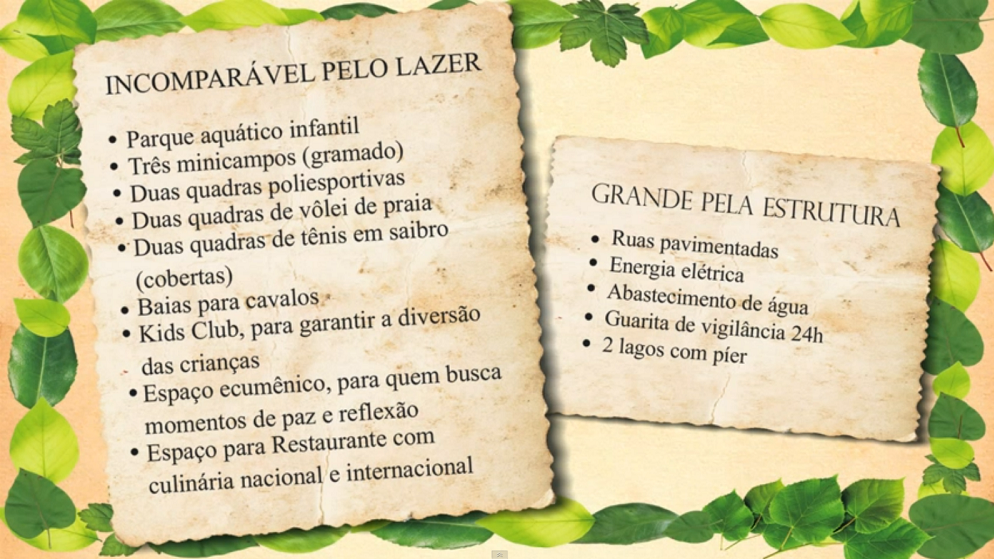 INCOMPARÁVEL PELO LAZER
• Parque aquático infantil
• Três minicampos (gramado)
• Duas quadras poliesportivas
• Duas quadras de vôlei de praia
• Duas quadras de tênis em saibro
(cobertas)
• Baias para cavalos
• Kids Club, para garantir a diversão
das crianças
• Espaço ecumênico, para quem busca
momentos de paz e reflexão
• Espaço para Restaurante com
culinária nacional e internacional
GRANDE PELA ESTRUTURA
• Ruas pavimentadas
• Energia elétrica
• Abastecimento de água
• Guarita de vigilância 24h
• 2 lagos com píer